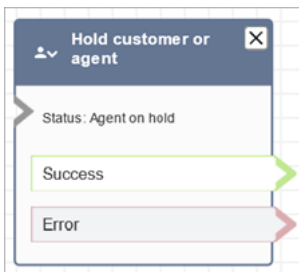 Hold customer or
agent
Status: Agent on hold
Success
Error